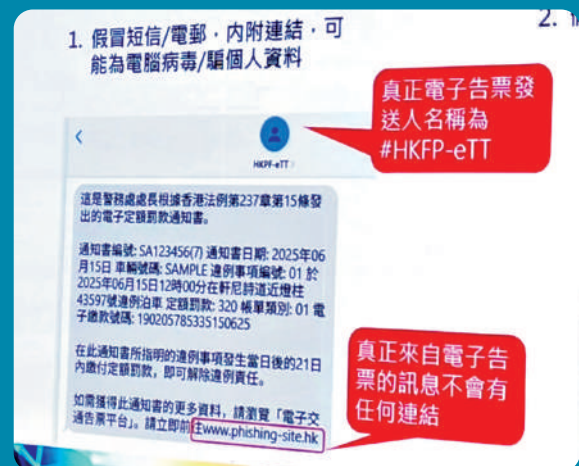 1. 假冒短信/電郵，內附連結，可
能為電腦病毒/騙個人資料
2.
真正電子告票發
送人名稱為
#HKFP-eTT
HKPF-eTT
這是警務處處長根據香港法例第237章第15條發
出的電子定額罰款通知書。
通知書編號: SA123456(7) 通知書日期: 2025年06
月15日 車輛號碼: SAMPLE 違例事項編號: 01 於
2025年06月15日12時00分在軒尼詩道近燈柱
43597號違例泊車 定額罰款: 320 帳單類別: 01 電
子繳款號碼: 190205785335150625
在此通知書所指明的違例事項發生當日後的21日
內繳付定額罰款，即可解除違例責任。
如需獲得此通知書的更多資料，請瀏覽「電子交
通告票平台」。請立即前往www.phishing-site.hk
真正來自電子告
票的訊息不會有
任何連結